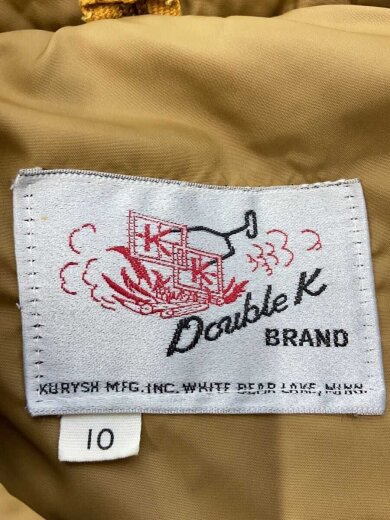 K
K
Double K
BRAND
KURYSH MFG. INC. WHITE BEAR LAKE, MINN.
10